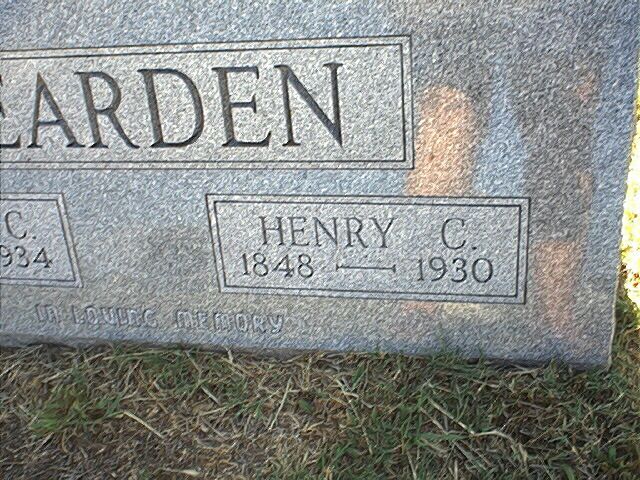 EARDEN
C. HENRY C.
934 1848 — 1930
IN LOVING MEMORY